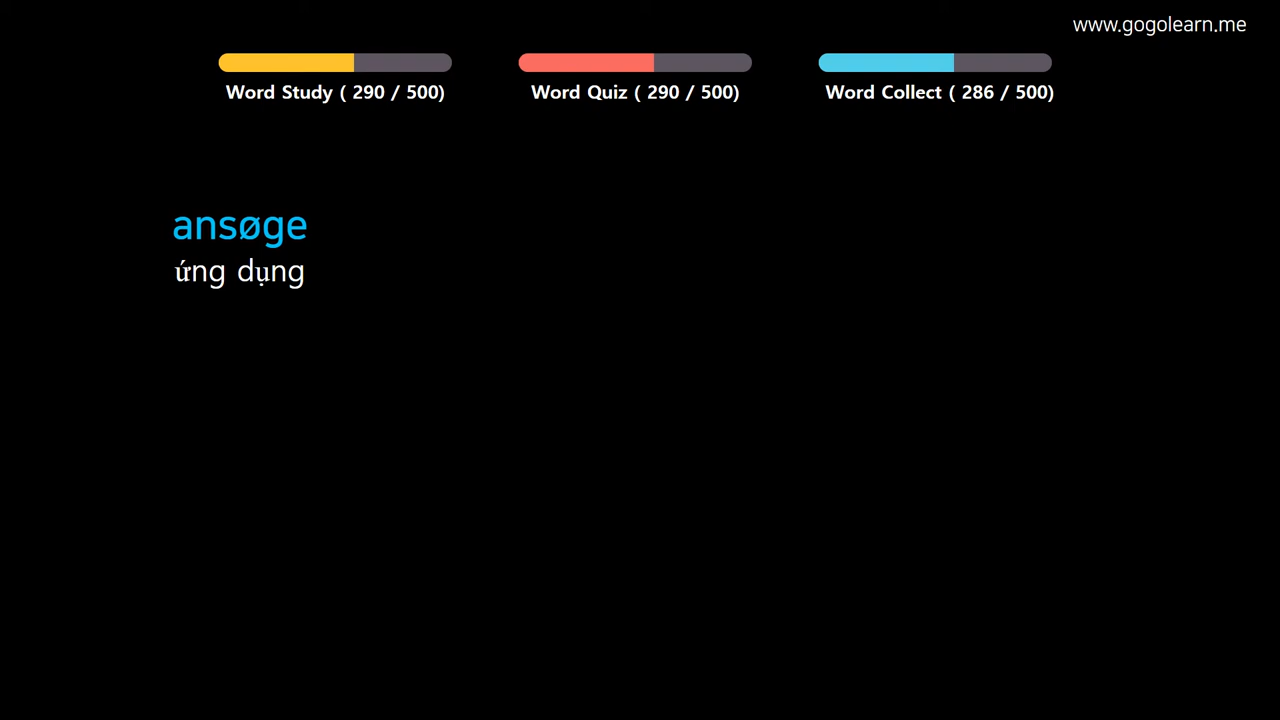 www.gogolearn.me
Word Study ( 290 / 500)
Word Quiz ( 290 / 500)
Word Collect ( 286 / 500)
ansøge
ứng dụng